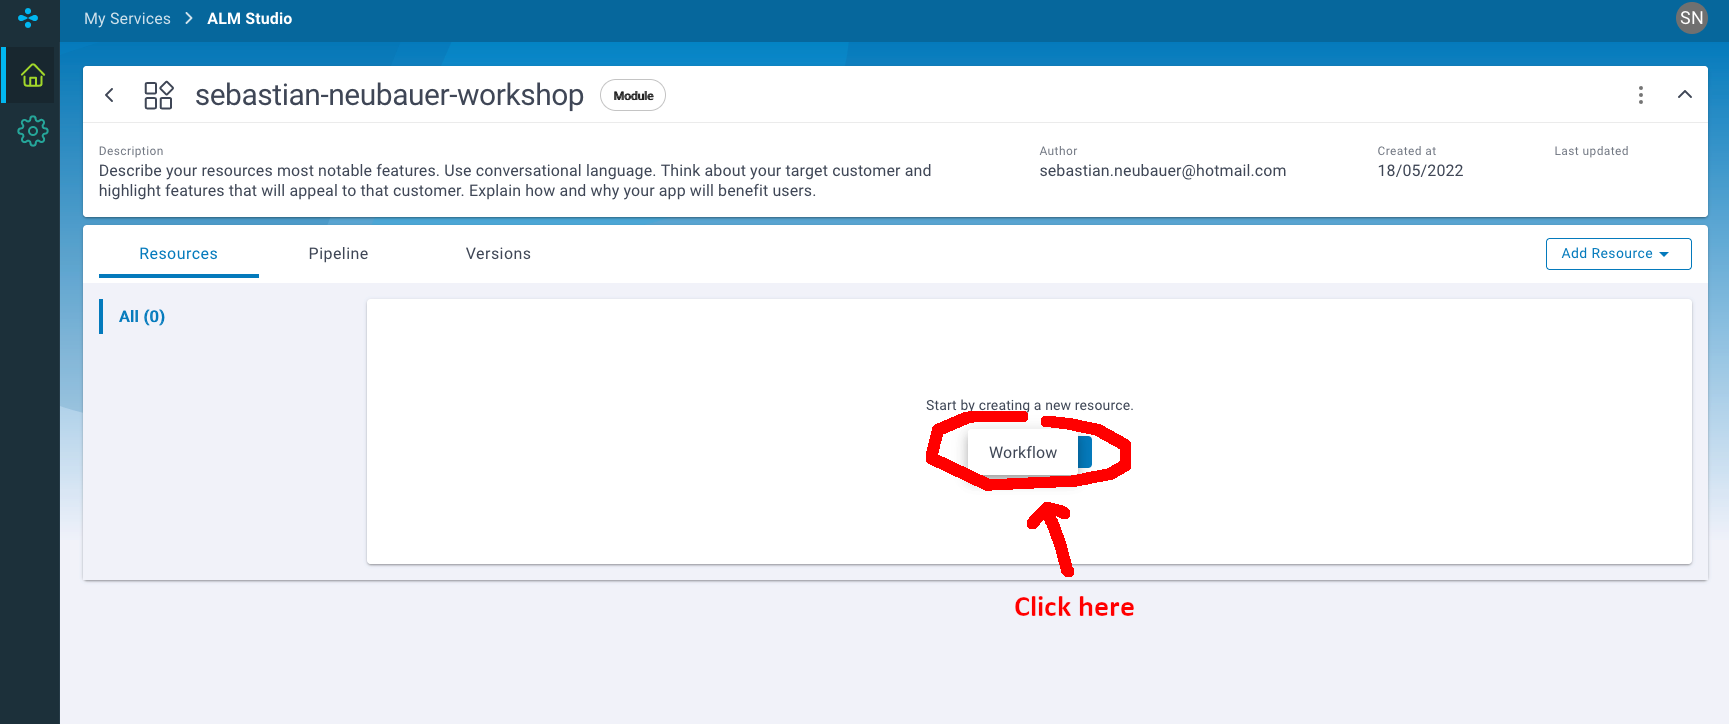 My Services > ALM Studio
SN
sebastian-neubauer-workshop
Module
Description
Describe your resources most notable features. Use conversational language. Think about your target customer and
highlight features that will appeal to that customer. Explain how and why your app will benefit users.
Author
sebastian.neubauer@hotmail.com
Created at
18/05/2022
Last updated
Resources
Pipeline
Versions
Add Resource
All (0)
Start by creating a new resource.
Workflow
Click here